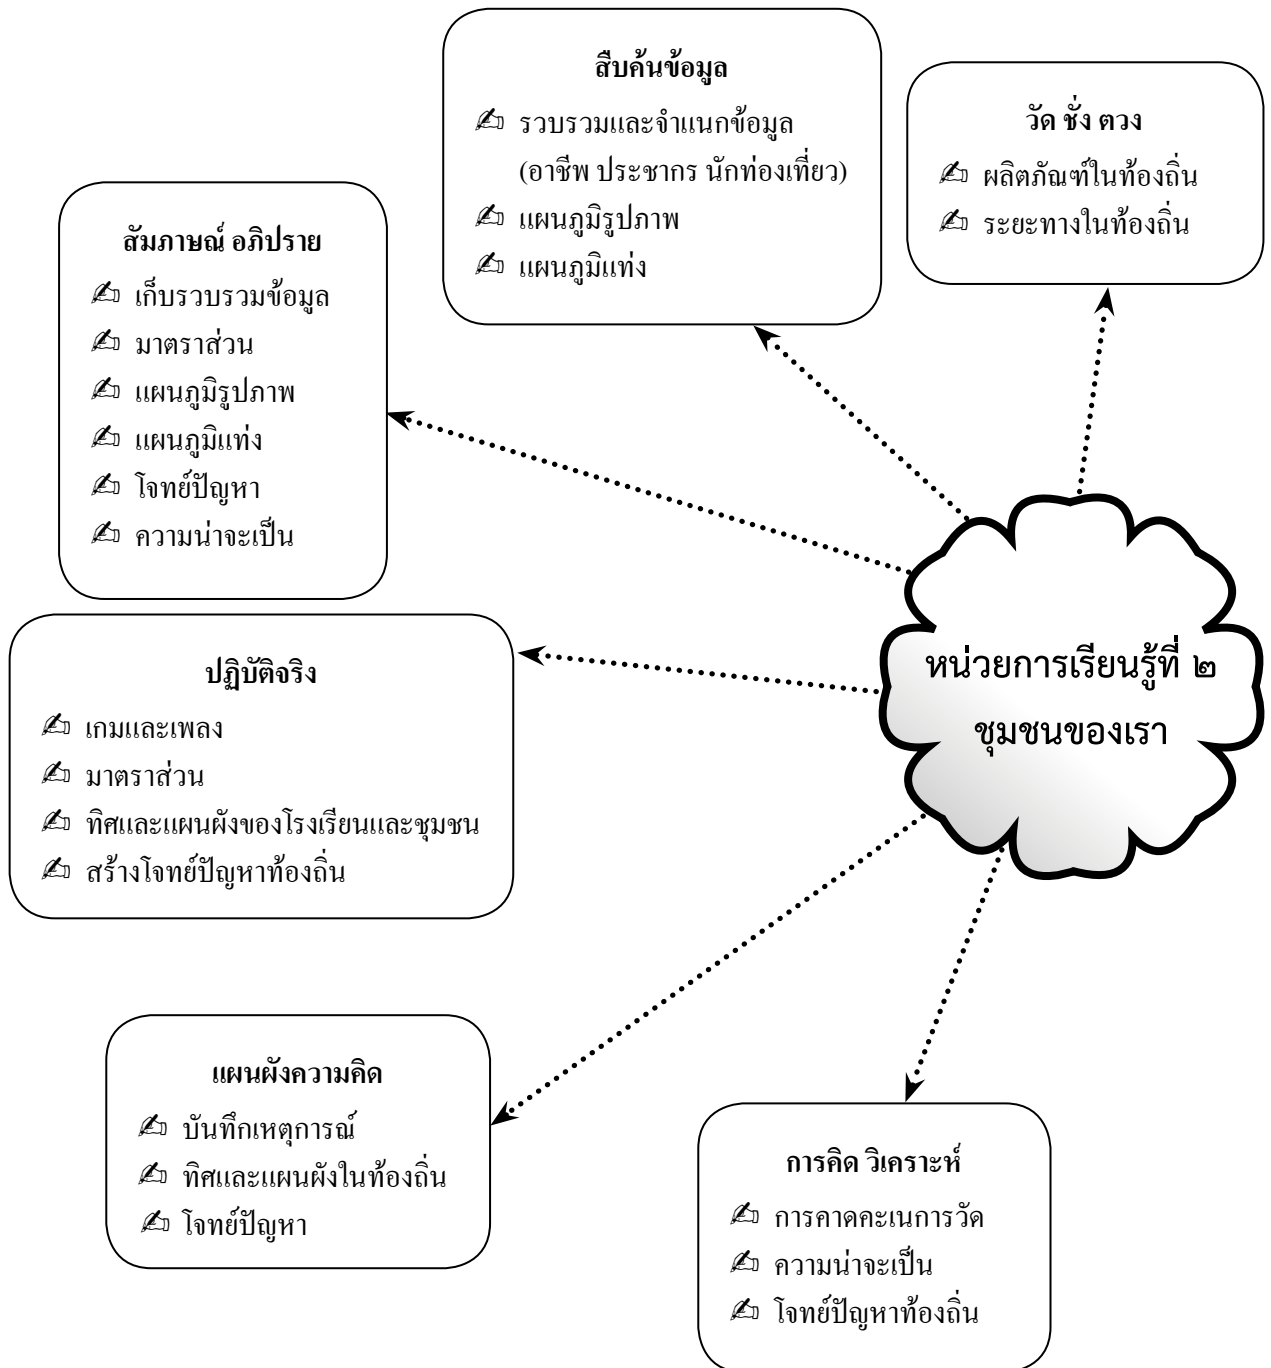 สืบค้นข้อมูล
✍ รวบรวมและจำแนกข้อมูล
(อาชีพ ประชากร นักท่องเที่ยว)
✍ แผนภูมิรูปภาพ
✍ แผนภูมิแท่ง
วัด ชั่ง ตวง
✍ ผลิตภัณฑ์ในท้องถิ่น
✍ ระยะทางในท้องถิ่น
สัมภาษณ์ อภิปราย
✍ เก็บรวบรวมข้อมูล
✍ มาตราส่วน
✍ แผนภูมิรูปภาพ
✍ แผนภูมิแท่ง
✍ โจทย์ปัญหา
✍ ความน่าจะเป็น
หน่วยการเรียนรู้ที่ ๒
ชุมชนของเรา
ปฏิบัติจริง
✍ เกมและเพลง
✍ มาตราส่วน
✍ ทิศและแผนผังของโรงเรียนและชุมชน
✍ สร้างโจทย์ปัญหาท้องถิ่น
แผนผังความคิด
✍ บันทึกเหตุการณ์
✍ ทิศและแผนผังในท้องถิ่น
✍ โจทย์ปัญหา
การคิด วิเคราะห์
✍ การคาดคะเนการวัด
✍ ความน่าจะเป็น
✍ โจทย์ปัญหาท้องถิ่น